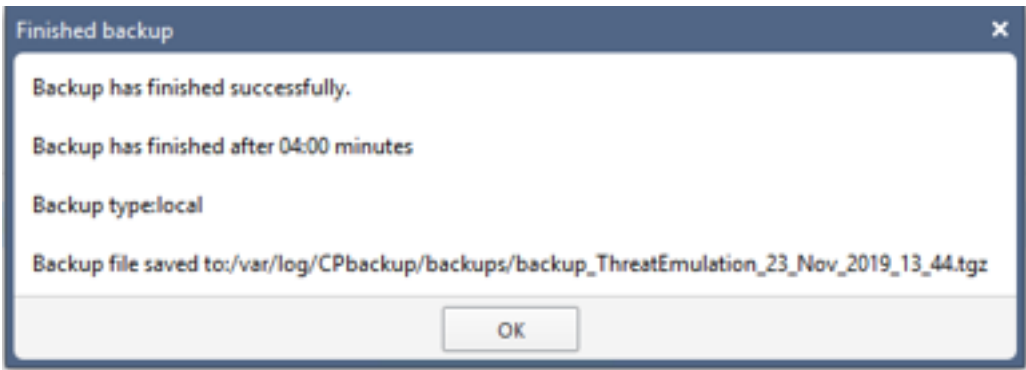 Finished backup
Backup has finished successfully.
Backup has finished after 04:00 minutes
Backup type:local
Backup file saved to:/var/log/CPbackup/backups/backup_ThreatEmulation_23_Nov_2019_13_44.tgz
OK